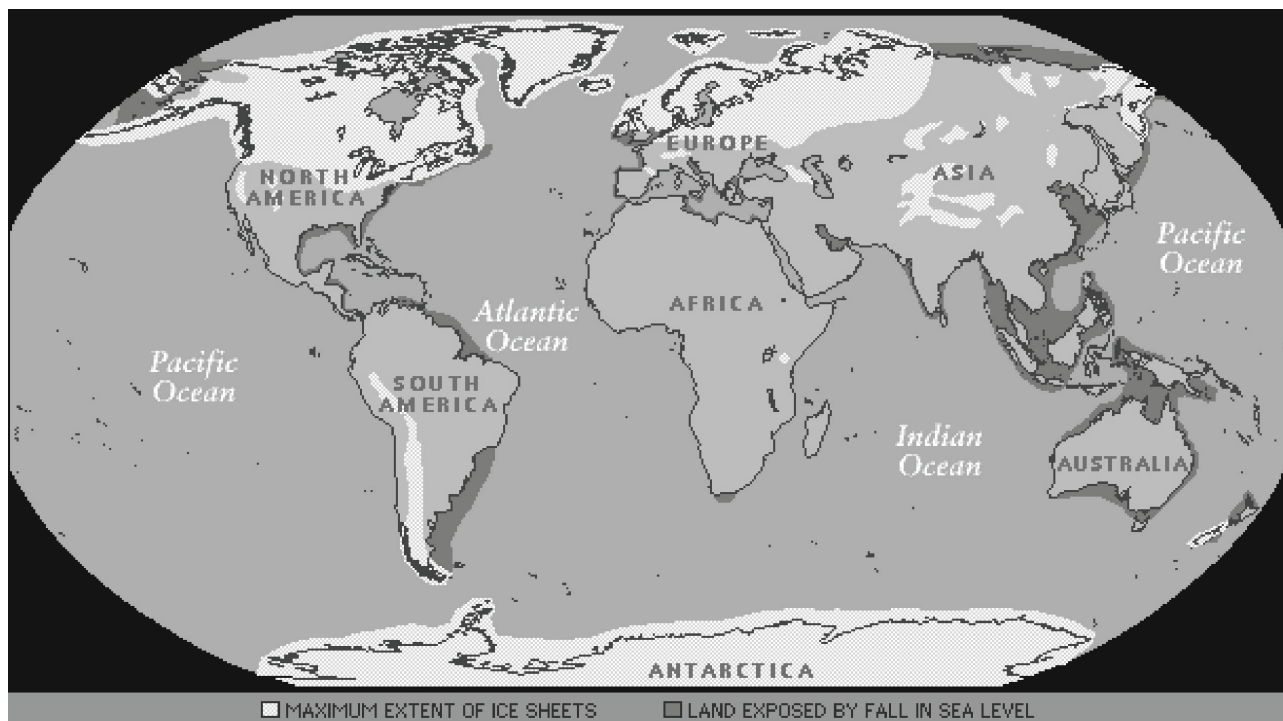 EUROPE
NORTH
AMERICA
ASIA
Pacific
Ocean
Atlantic
Ocean
AFRICA
Pacific
Ocean
SOUTH
AMERICA
Indian
Ocean
AUSTRALIA
ANTARCTICA
MAXIMUM EXTENT OF ICE SHEETS
LAND EXPOSED BY FALL IN SEA LEVEL